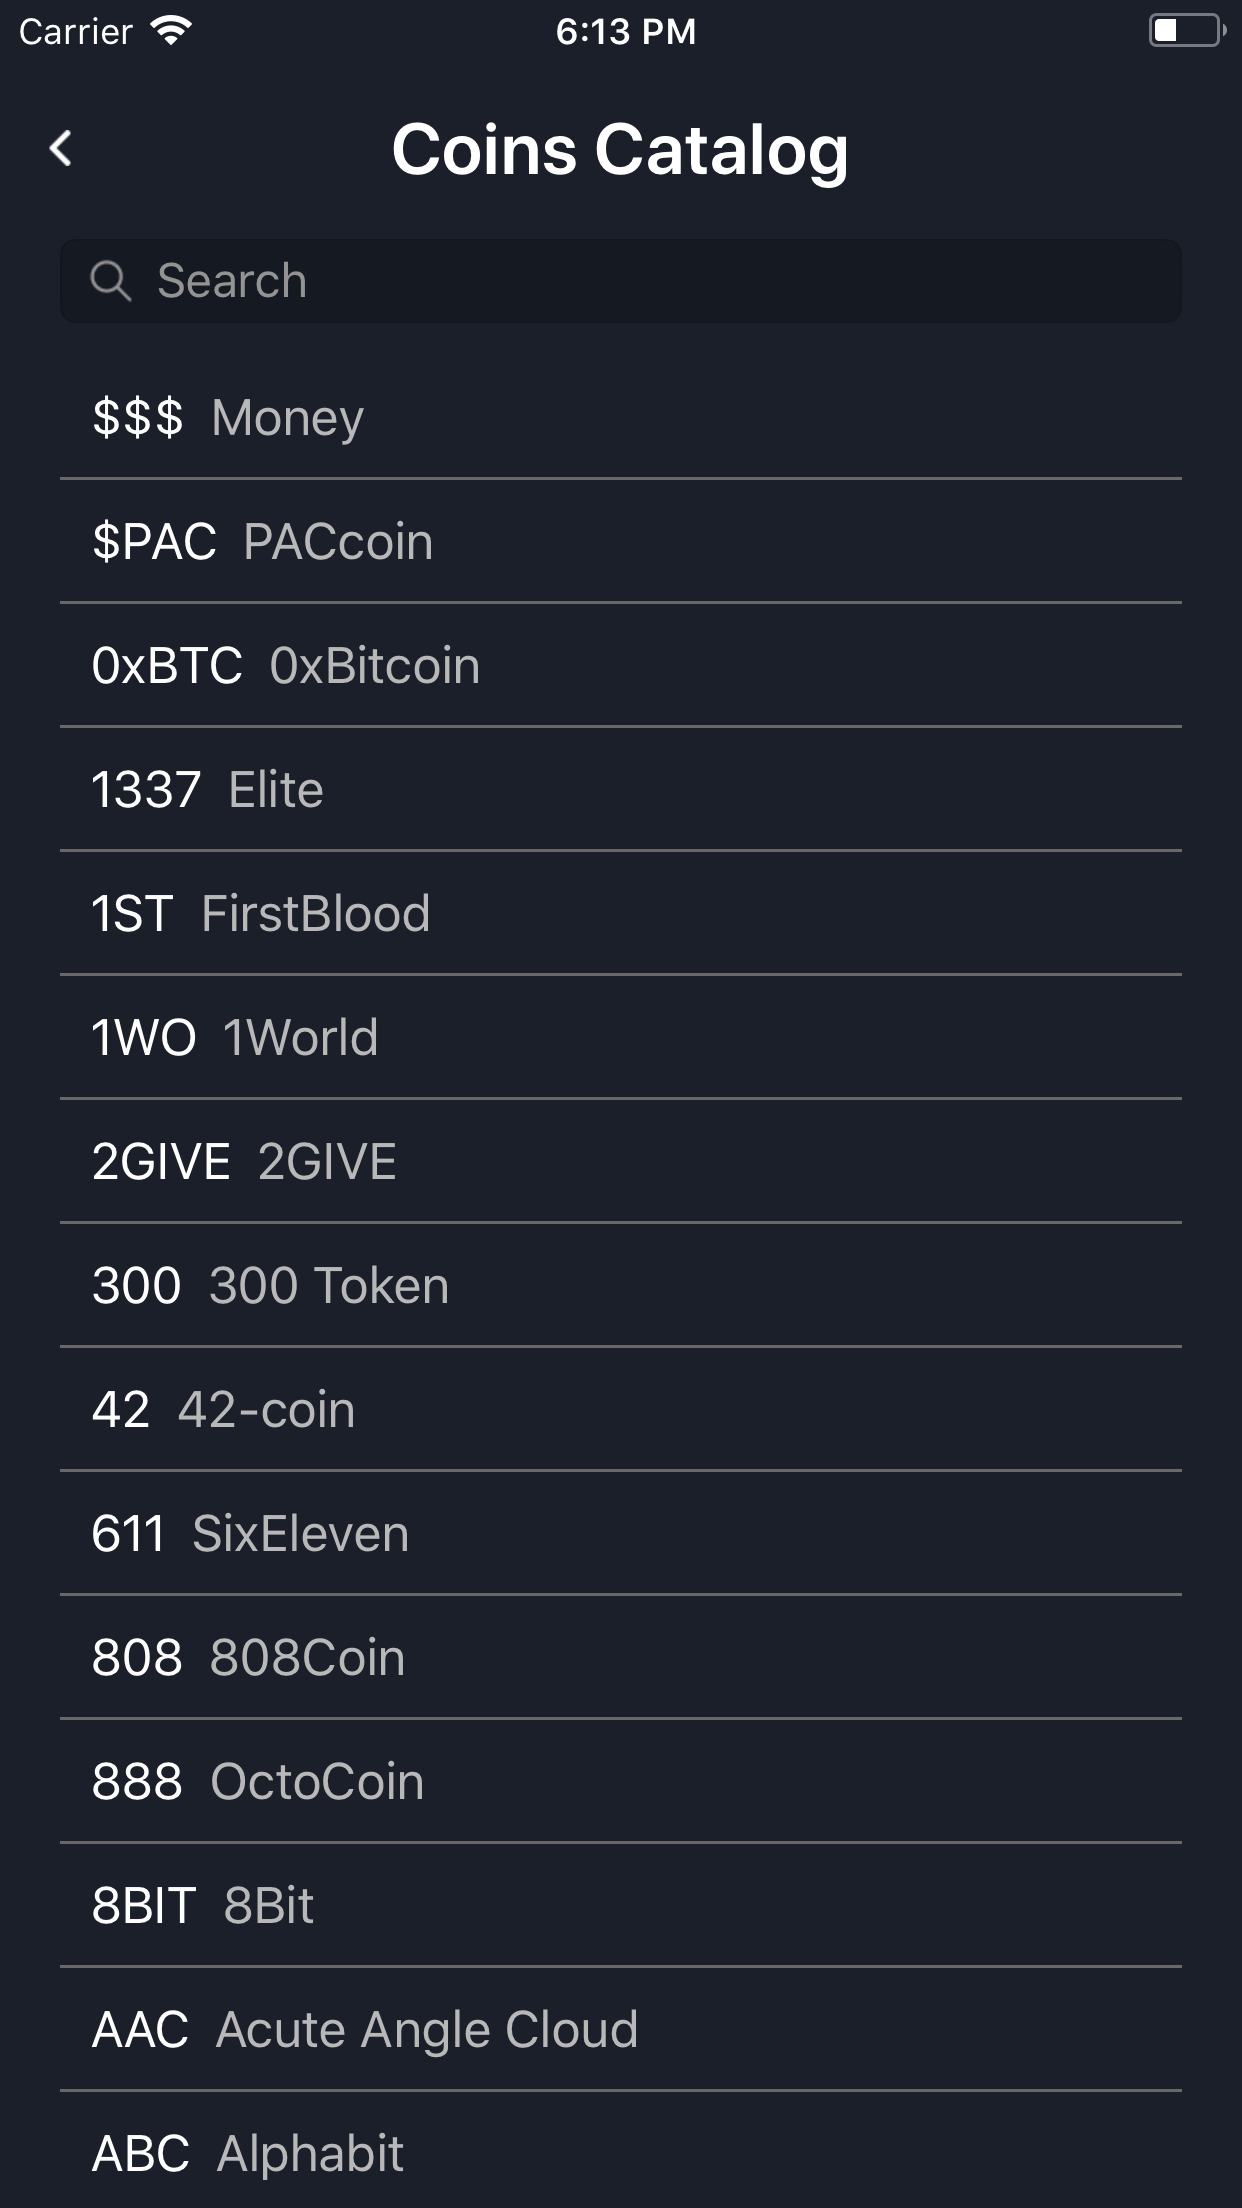 Carrier 6:13 PM
Coins Catalog
Search
$$$ Money
$PAC PACcoin
0xBTC 0xBitcoin
1337 Elite
1ST FirstBlood
1WO 1World
2GIVE 2GIVE
300 300 Token
42 42-coin
611 SixEleven
808 808Coin
888 OctoCoin
8BIT 8Bit
AAC Acute Angle Cloud
ABC Alphabit